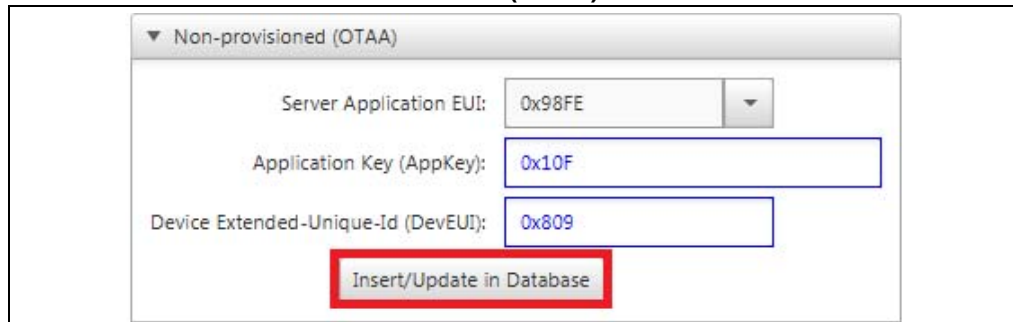 ▼ Non-provisioned (OTAA)
Server Application EUI: 0x98FE
Application Key (AppKey): 0x10F
Device Extended-Unique-Id (DevEUI): 0x809
Insert/Update in Database